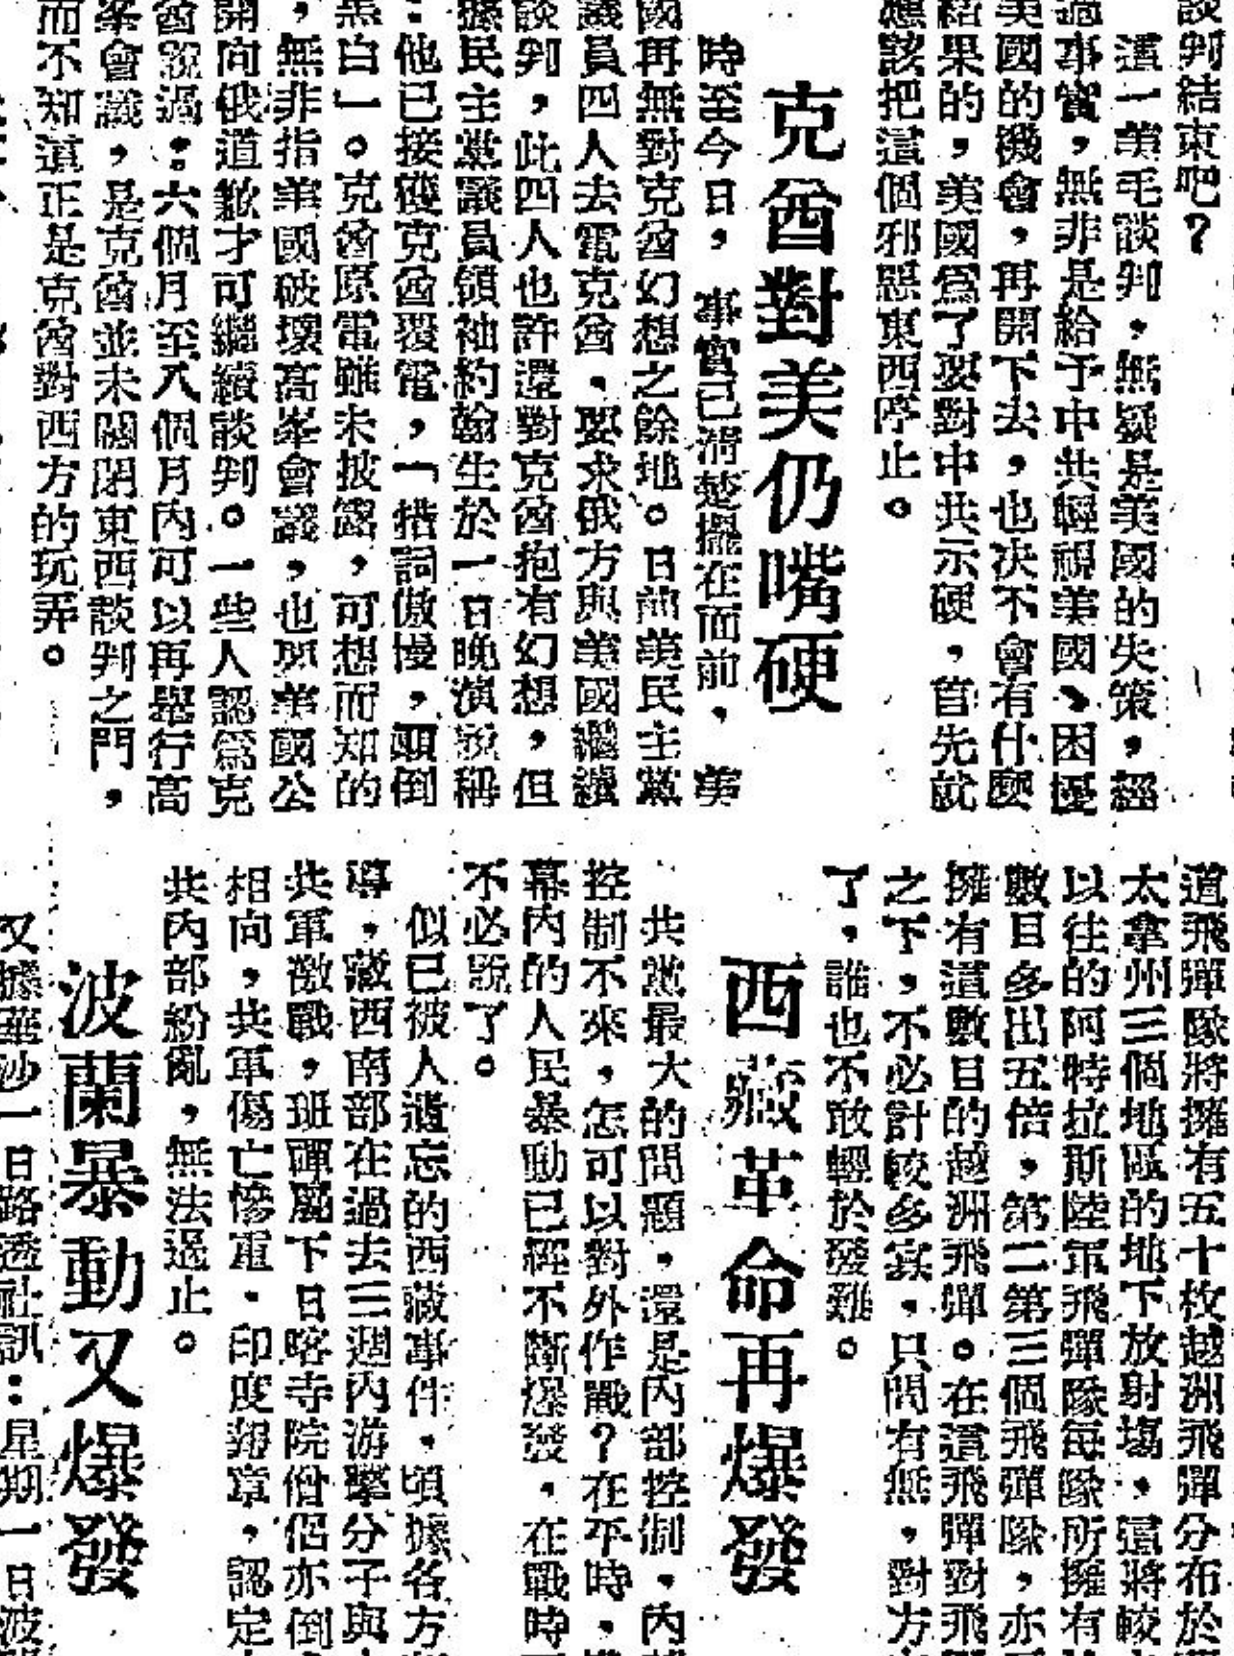 談判結束吧？
這一美毛談判，無疑是美國的失策，經
過事實，無非是給予中共輕視美國、困擾
美國的機會，再開下去，也決不會有什麼
結果的，美國為了要對中共示硬，首先就
應該把這個邪惡東西停止。
克酋對美仍嘴硬
時至今日，事實已清楚擺在面前，美
國再無對克酋幻想之餘地。日前美民主黨
議員四人去電克酋，要求俄方與美國繼續
談判，此四人也許還對克酋抱有幻想，但
據民主黨議員領袖約翰生於一日晚演說稱
：他已接獲克酋覆電，「措詞傲慢，顛倒
黑白」。克酋原電雖未披露，可想而知的
，無非指美國破壞高峯會議，也要美國公
開向俄道歉才可繼續談判。一些人認為克
酋說過：六個月至八個月內可以再舉行高
峯會議，是克酋並未關閉東西談判之門，
而不知這正是克酋對西方的玩弄。
道飛彈隊將擁有五十枚越洲飛彈分布於
太拿州三個地區的地下放射場，這將較
以往的阿特拉斯陸軍飛彈隊每隊所擁有
數目多出五倍，第二第三個飛彈隊，亦
擁有這數目的越洲飛彈。在這飛彈對飛
之下，不必計較多寡，只問有無，對方
了，誰也不敢輕於發難。
西藏革命再爆發
共黨最大的問題，還是內部控制，內
控制不來，怎可以對外作戰？在平時，
幕內的人民暴動已經不斷爆發，在戰時
不必說了。
似已被人遺忘的西藏事件，頃據各方
導，藏西南部在過去三週內游擊分子與
共軍激戰，班禪屬下日喀寺院僧侶亦倒
相向，共軍傷亡慘重，印度報章，認定
共內部紛亂，無法遏止。
波蘭暴動又爆發
又據華沙一日路透社訊：星期一日波